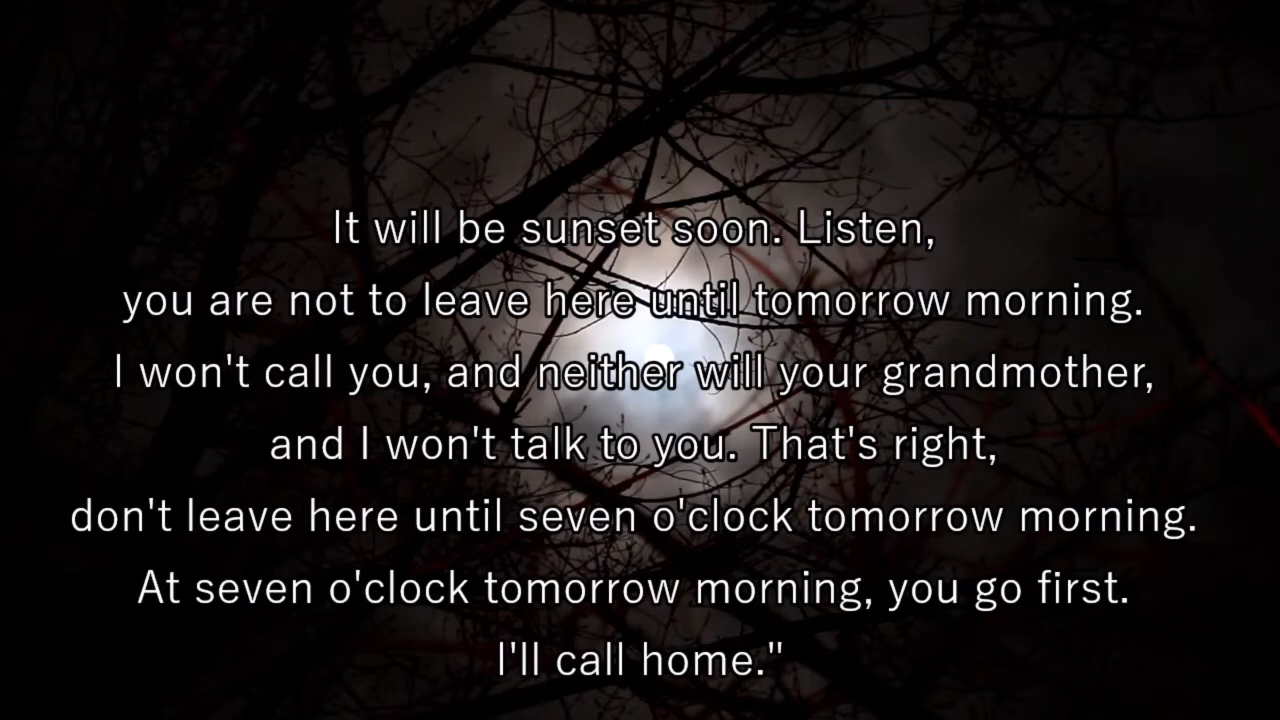 It will be sunset soon. Listen,
you are not to leave here until tomorrow morning.
I won't call you, and neither will your grandmother,
and I won't talk to you. That's right,
don't leave here until seven o'clock tomorrow morning.
At seven o'clock tomorrow morning, you go first.
I'll call home."